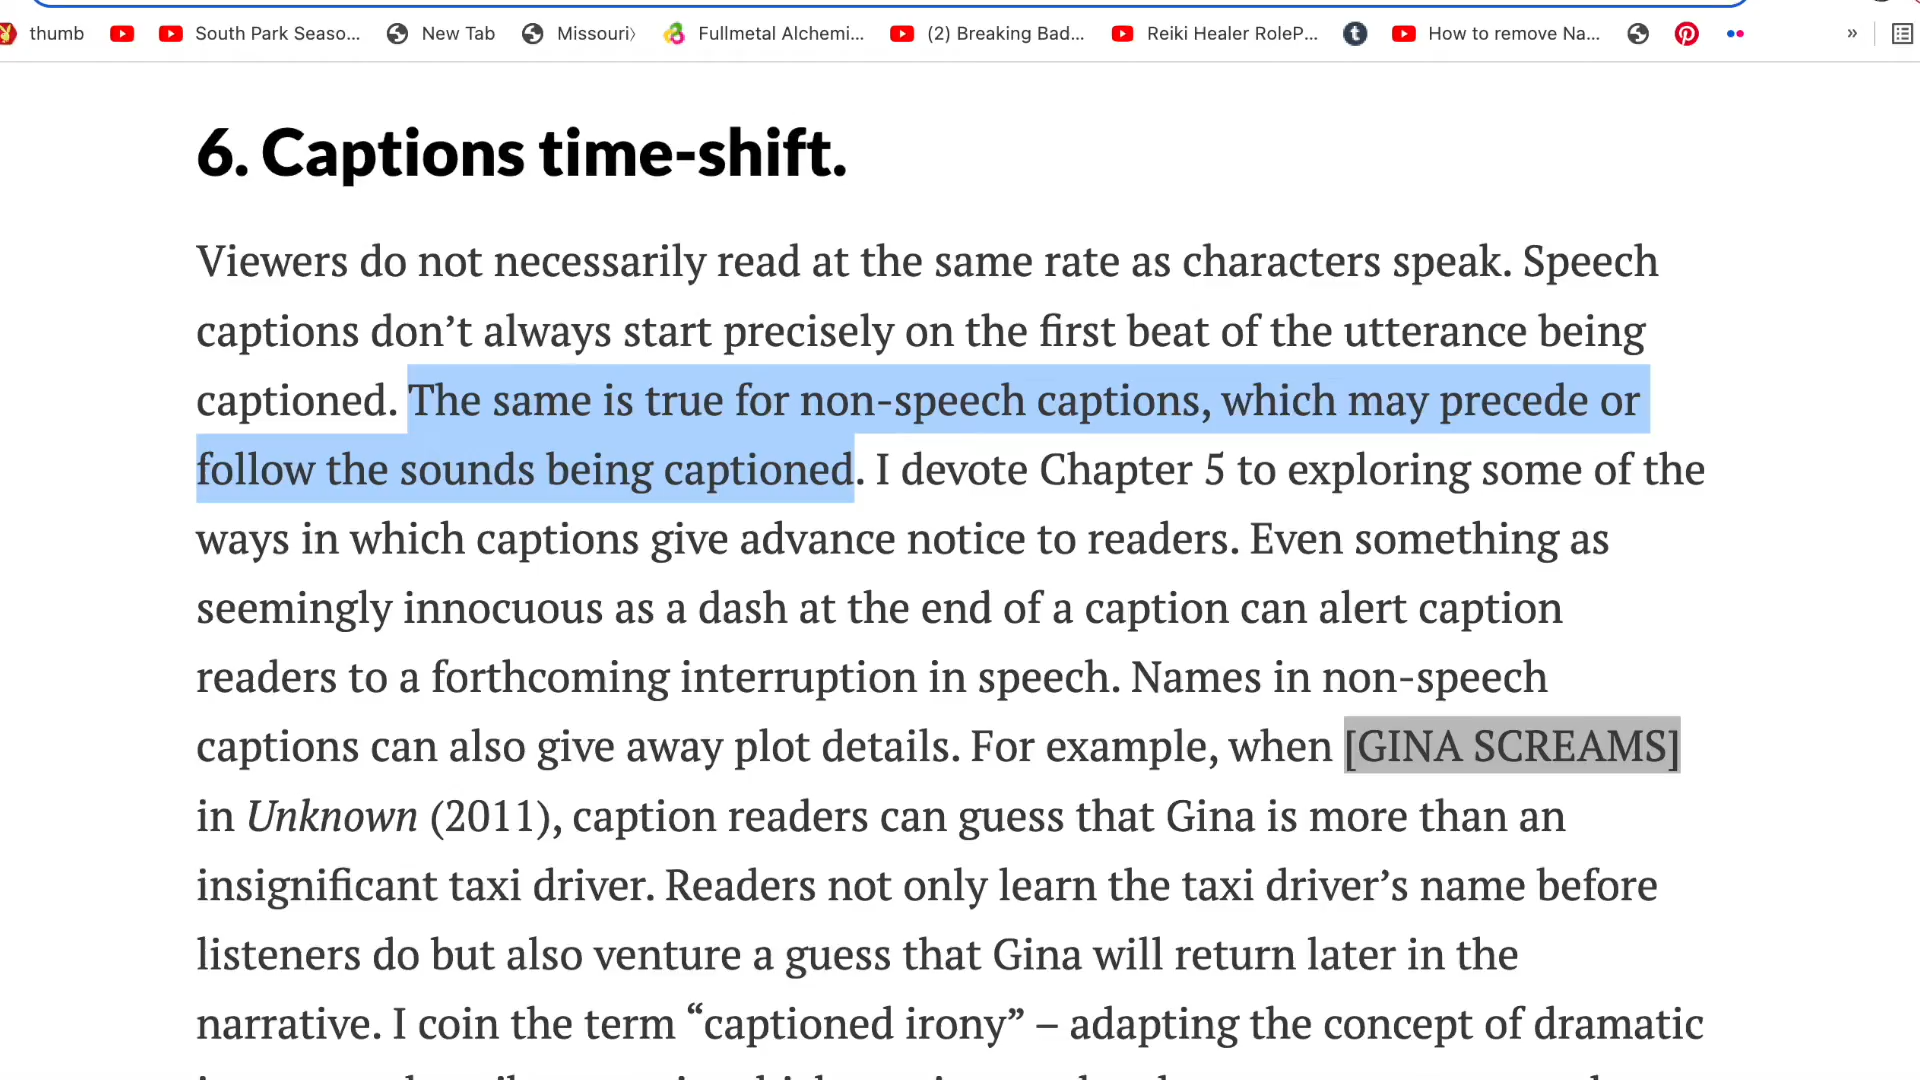 thumb South Park Seaso... New Tab Missouri Fullmetal Alchemi... (2) Breaking Bad... Reiki Healer RoleP... t How to remove Na... »
6. Captions time-shift.
Viewers do not necessarily read at the same rate as characters speak. Speech
captions don’t always start precisely on the first beat of the utterance being
captioned. The same is true for non-speech captions, which may precede or
follow the sounds being captioned. I devote Chapter 5 to exploring some of the
ways in which captions give advance notice to readers. Even something as
seemingly innocuous as a dash at the end of a caption can alert caption
readers to a forthcoming interruption in speech. Names in non-speech
captions can also give away plot details. For example, when [GINA SCREAMS]
in Unknown (2011), caption readers can guess that Gina is more than an
insignificant taxi driver. Readers not only learn the taxi driver’s name before
listeners do but also venture a guess that Gina will return later in the
narrative. I coin the term “captioned irony” – adapting the concept of dramatic